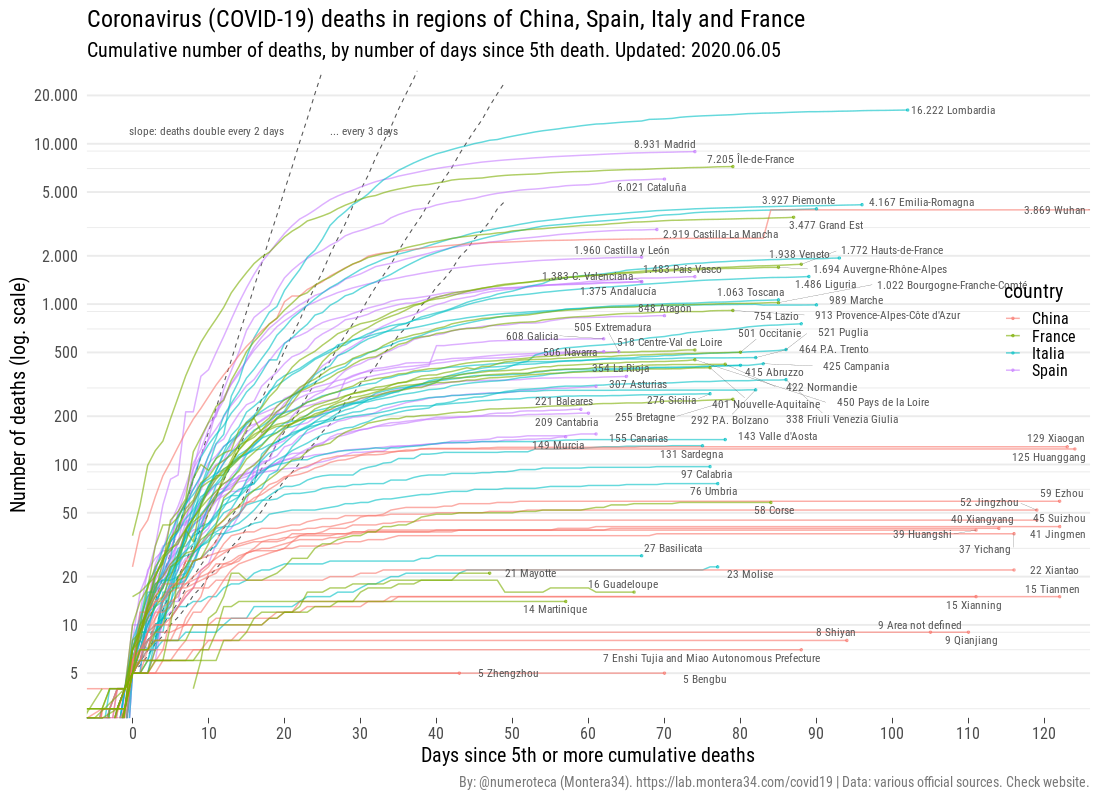 Coronavirus (COVID-19) deaths in regions of China, Spain, Italy and France
Cumulative number of deaths, by number of days since 5th death. Updated: 2020.06.05
Number of deaths (log. scale)
20.000
10.000
5.000
2.000
1.000
500
200
100
50
20
10
5
slope: deaths double every 2 days
... every 3 days
16.222 Lombardia
8.931 Madrid
7.205 Île-de-France
6.021 Cataluña
3.927 Piemonte
4.167 Emilia-Romagna
3.869 Wuhan
3.477 Grand Est
2.919 Castilla-La Mancha
1.960 Castilla y León
1.938 Veneto
1.772 Hauts-de-France
1.383 C. Valenciana
1.483 País Vasco
1.694 Auvergne-Rhône-Alpes
1.375 Andalucía
1.486 Liguria
1.022 Bourgogne-Franche-Comté
1.063 Toscana
989 Marche
848 Aragón
754 Lazio
913 Provence-Alpes-Côte d'Azur
505 Extremadura
608 Galicia
518 Centre-Val de Loire
501 Occitanie
521 Puglia
506 Navarra
464 P.A. Trento
354 La Rioja
415 Abruzzo
425 Campania
307 Asturias
422 Normandie
221 Baleares
276 Sicilia
401 Nouvelle-Aquitaine
450 Pays de la Loire
209 Cantabria
255 Bretagne
292 P.A. Bolzano
338 Friuli Venezia Giulia
155 Canarias
143 Valle d'Aosta
129 Xiaogan
149 Murcia
131 Sardegna
125 Huanggang
97 Calabria
76 Umbria
59 Ezhou
52 Jingzhou
58 Corse
40 Xiangyang
45 Suizhou
39 Huangshi
41 Jingmen
27 Basilicata
37 Yichang
21 Mayotte
23 Molise
22 Xiantao
16 Guadeloupe
15 Tianmen
14 Martinique
15 Xianning
9 Area not defined
8 Shiyan
9 Qianjiang
7 Enshi Tujia and Miao Autonomous Prefecture
5 Zhengzhou
5 Bengbu
country
China
France
Italia
Spain
0 10 20 30 40 50 60 70 80 90 100 110 120
Days since 5th or more cumulative deaths
By: @numeroteca (Montera34). https://lab.montera34.com/covid19 | Data: various official sources. Check website.